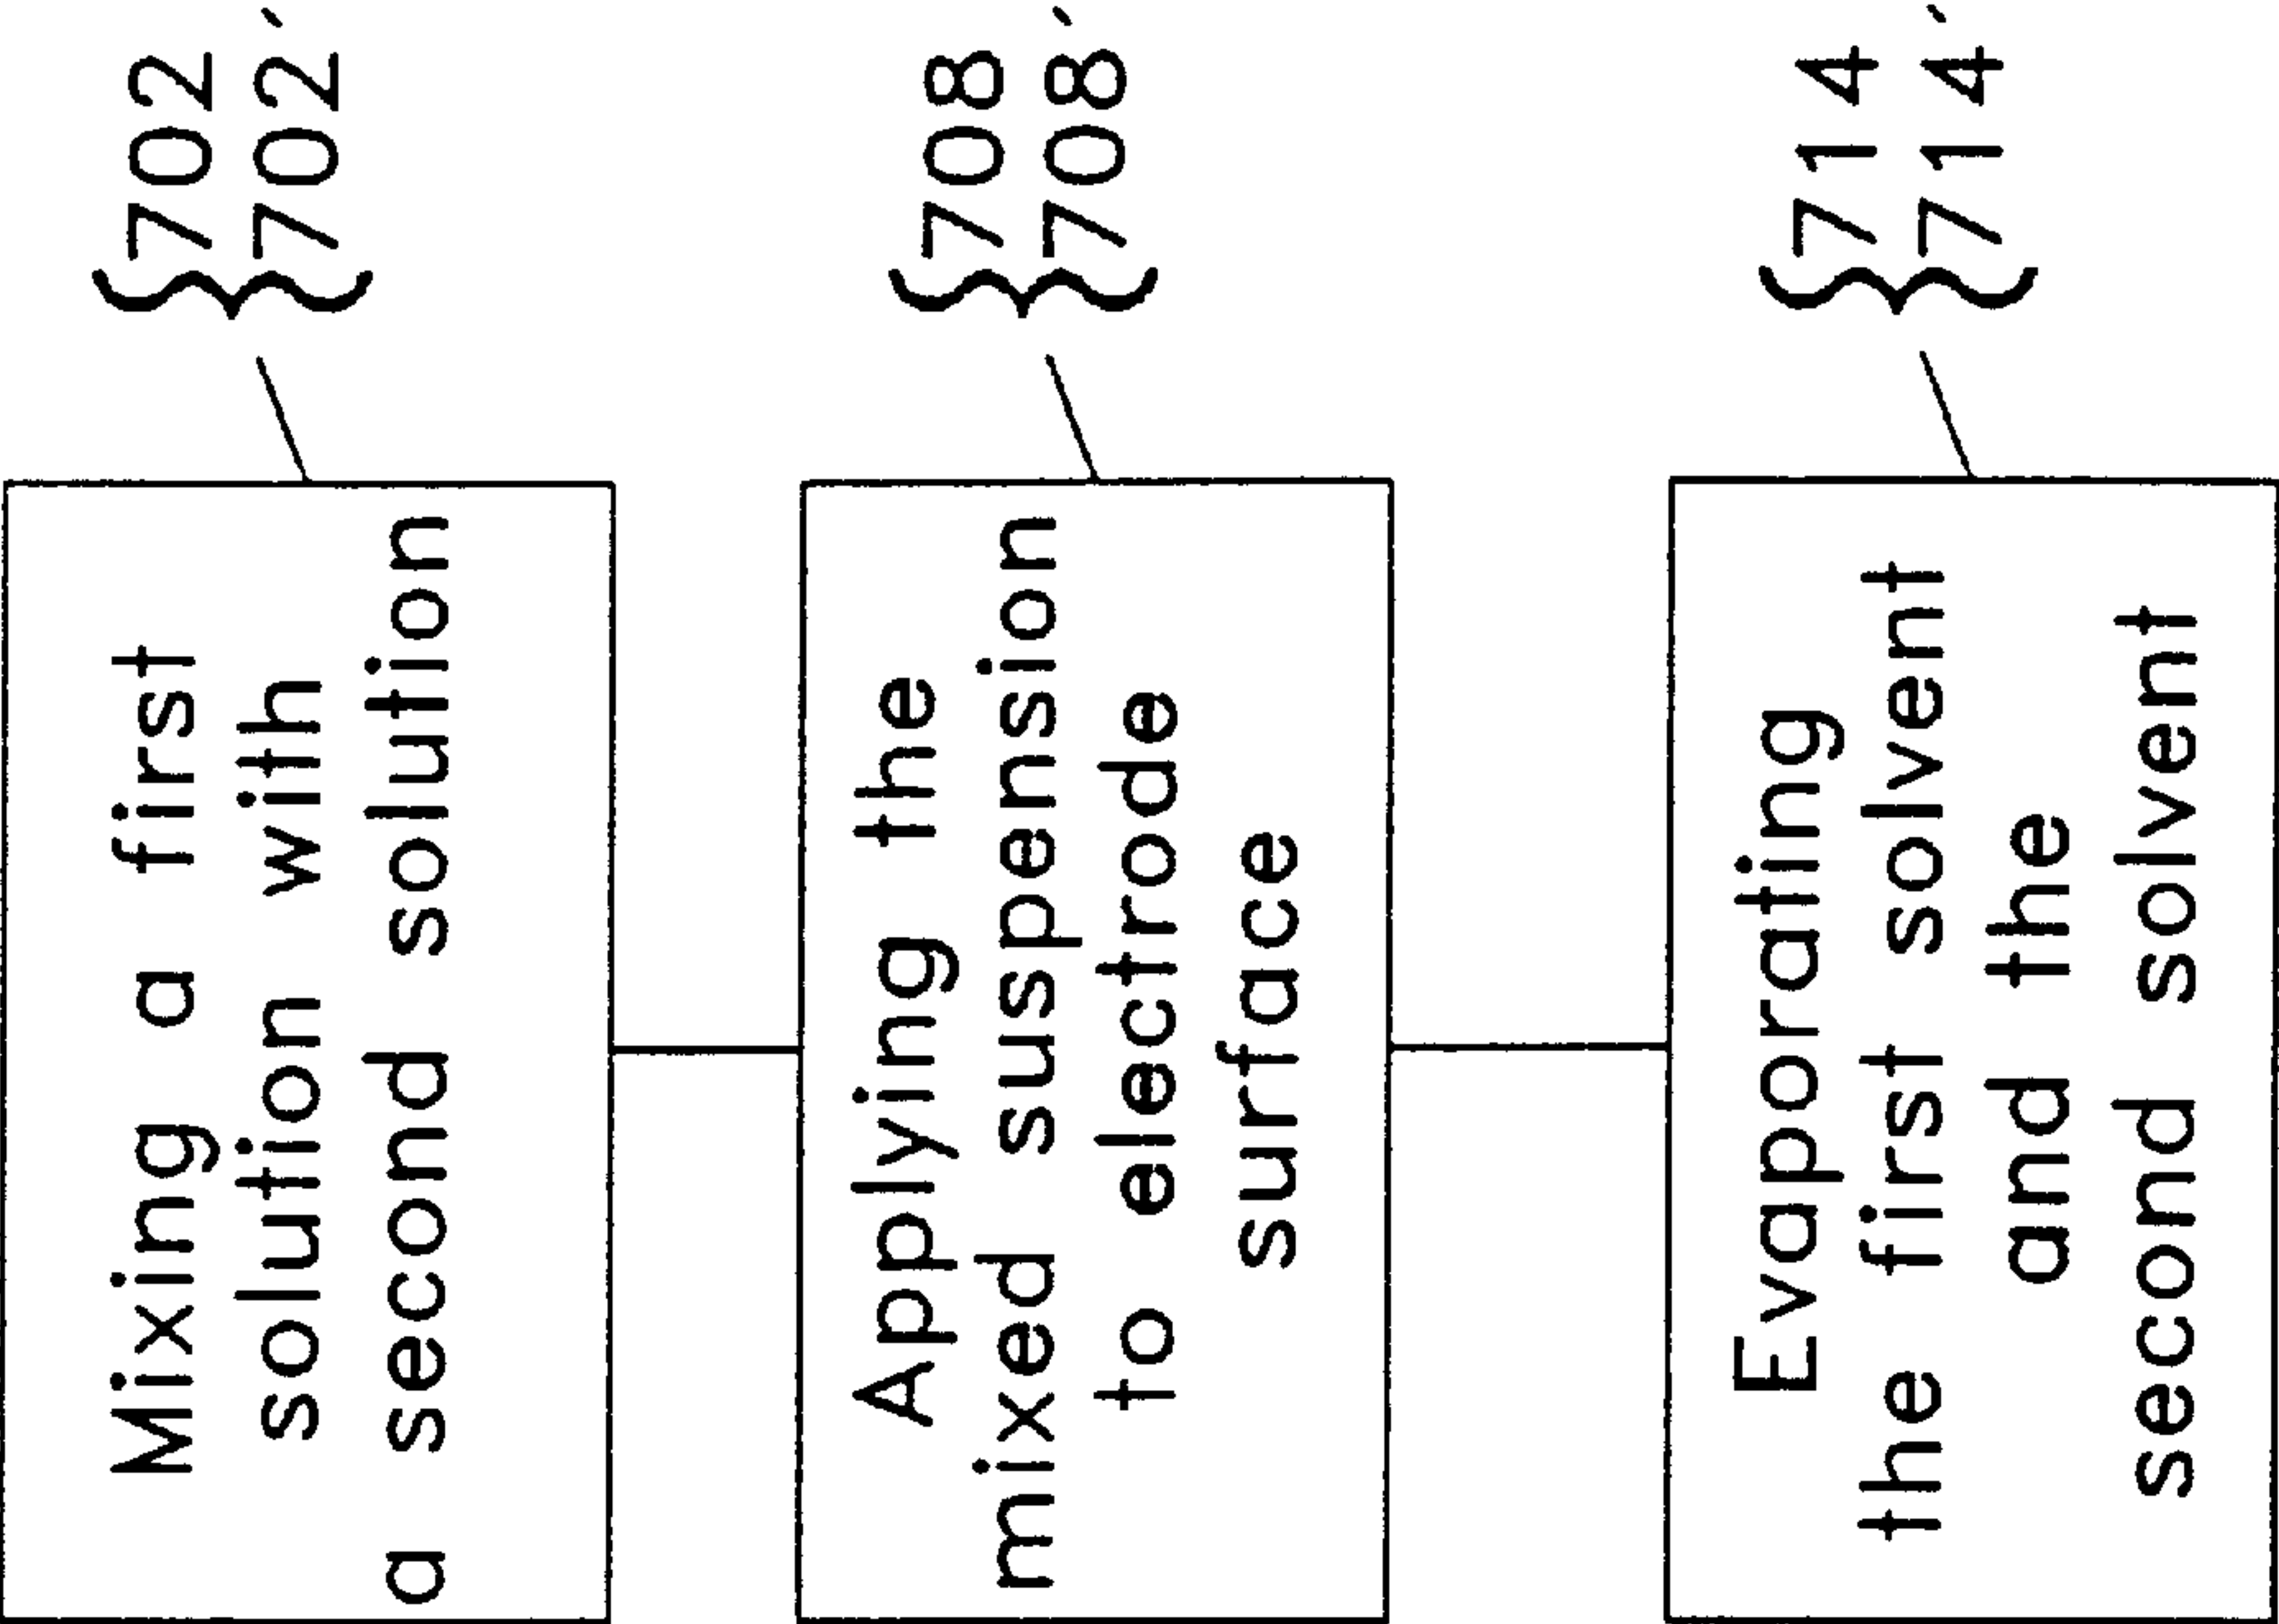 Mixing a first
solution with
a second solution
702
702´
Applying the
mixed suspension
to electrode
surface
708
708´
Evaporating
the first solvent
and the
second solvent
714
714´